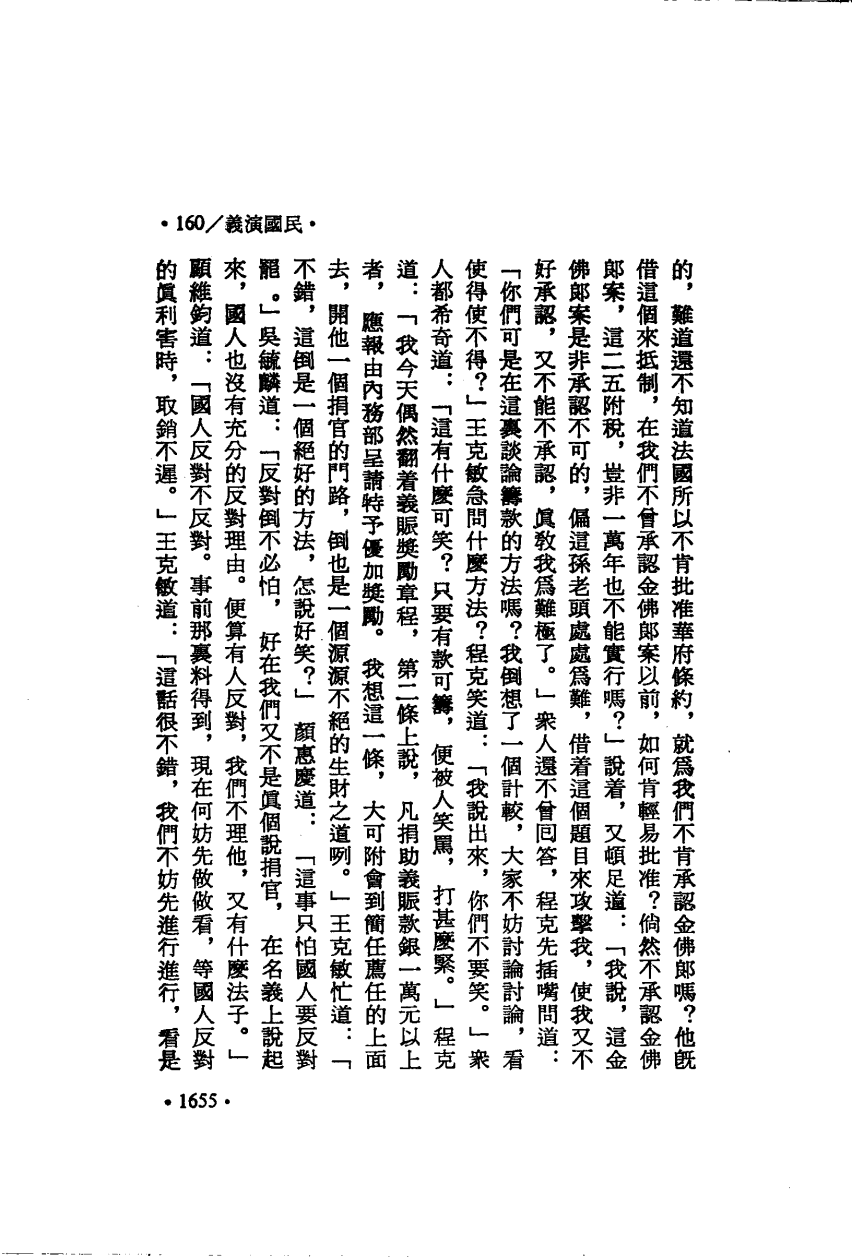 •160／義演國民•
的，難道還不知道法國所以不肯批准華府條約，就爲我們不肯承認金佛郎嗎？他旣
借這個來抵制，在我們不曾承認金佛郎案以前，如何肯輕易批准？倘然不承認金佛
郎案，這二五附稅，豈非一萬年也不能實行嗎？」說着，又頓足道：「我說，這金
佛郎案是非承認不可的，偏這孫老頭處處爲難，借着這個題目來攻擊我，使我又不
好承認，又不能不承認，眞敎我爲難極了。」衆人還不曾回答，程克先插嘴問道：
「你們可是在這裏談論籌款的方法嗎？我倒想了一個計較，大家不妨討論討論，看
使得使不得？」王克敏急問什麼方法？程克笑道：「我說出來，你們不要笑。」衆
人都希奇道：「這有什麼可笑？只要有款可籌，便被人笑罵，打甚麼緊。」程克
道：「我今天偶然翻着義賑獎勵章程，第二條上說，凡捐助義賑款銀一萬元以上
者，應報由內務部呈請特予優加獎勵。我想這一條，大可附會到簡任薦任的上面
去，開他一個捐官的門路，倒也是一個源源不絕的生財之道咧。」王克敏忙道：「
不錯，這倒是一個絕好的方法，怎說好笑？」顏惠慶道：「這事只怕國人要反對
罷。」吳毓麟道：「反對倒不必怕，好在我們又不是眞個說捐官，在名義上說起
來，國人也沒有充分的反對理由。便算有人反對，我們不理他，又有什麼法子。」
顧維鈞道：「國人反對不反對。事前那裏料得到，現在何妨先做做看，等國人反對
的眞利害時，取銷不遲。」王克敏道：「這話很不錯，我們不妨先進行進行，看是
•1655•